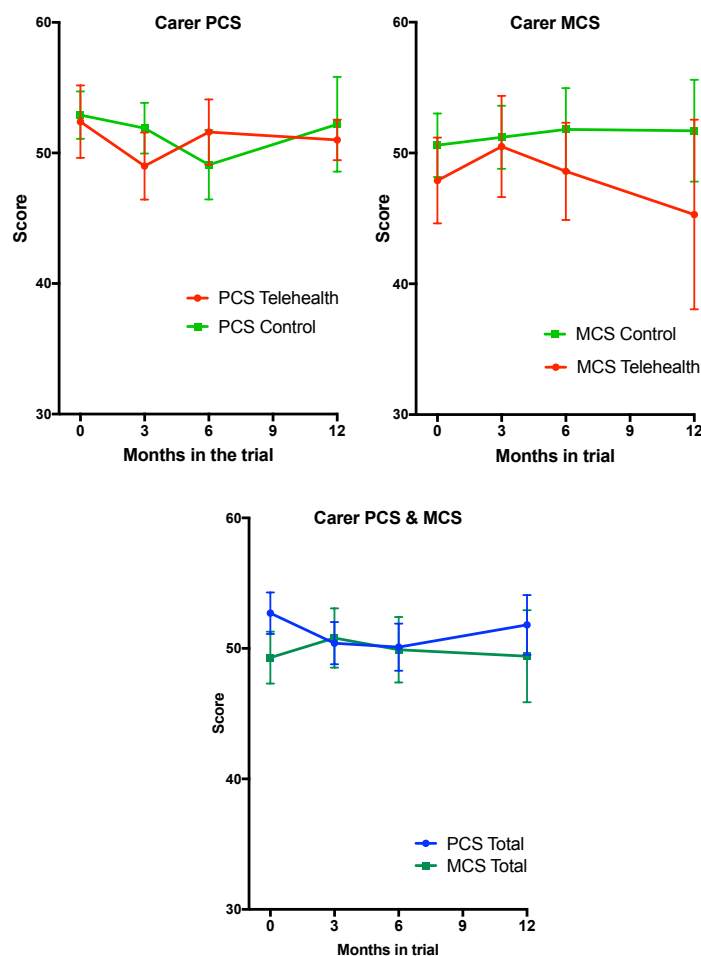 Carer PCS
60
50
40
30
Score
PCS Telehealth
PCS Control
0 3 6 9 12
Months in the trial
Carer MCS
60
50
40
30
Score
MCS Control
MCS Telehealth
0 3 6 9 12
Months in trial
Carer PCS & MCS
60
50
40
30
Score
PCS Total
MCS Total
0 3 6 9 12
Months in trial